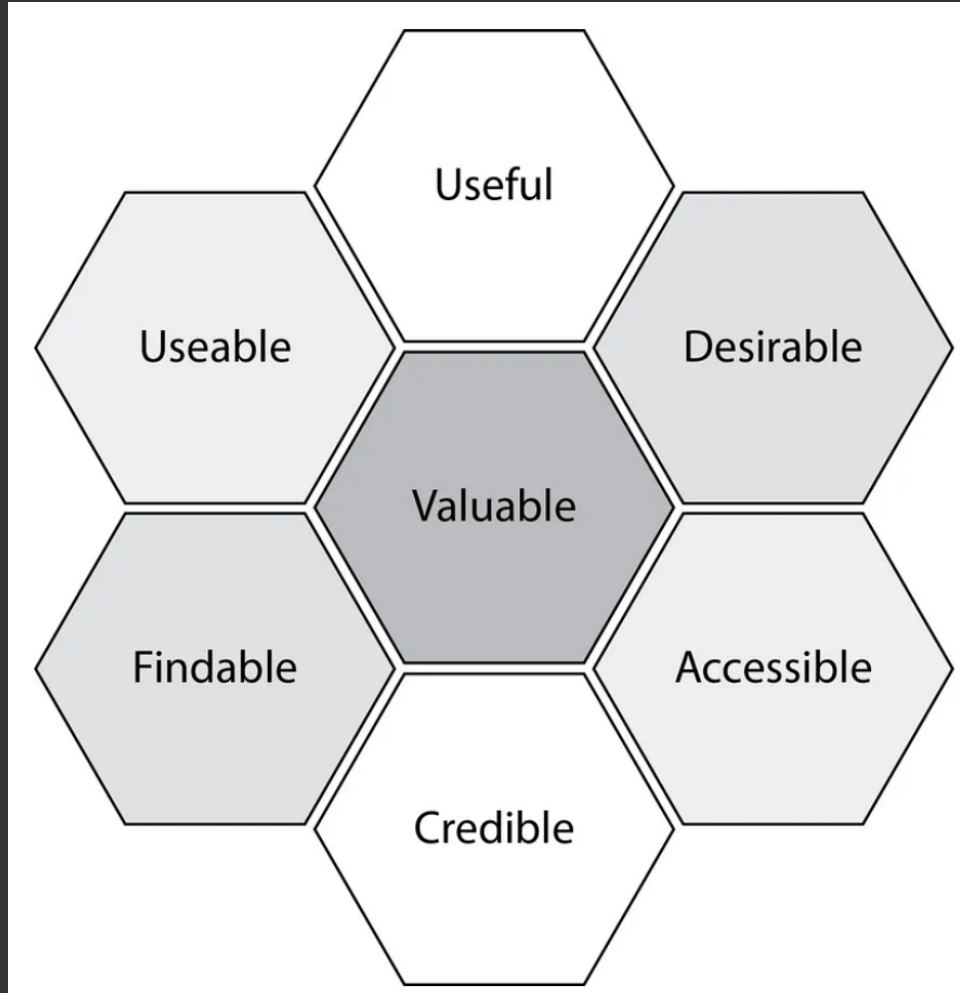 Useful
Useable
Desirable
Valuable
Findable
Accessible
Credible